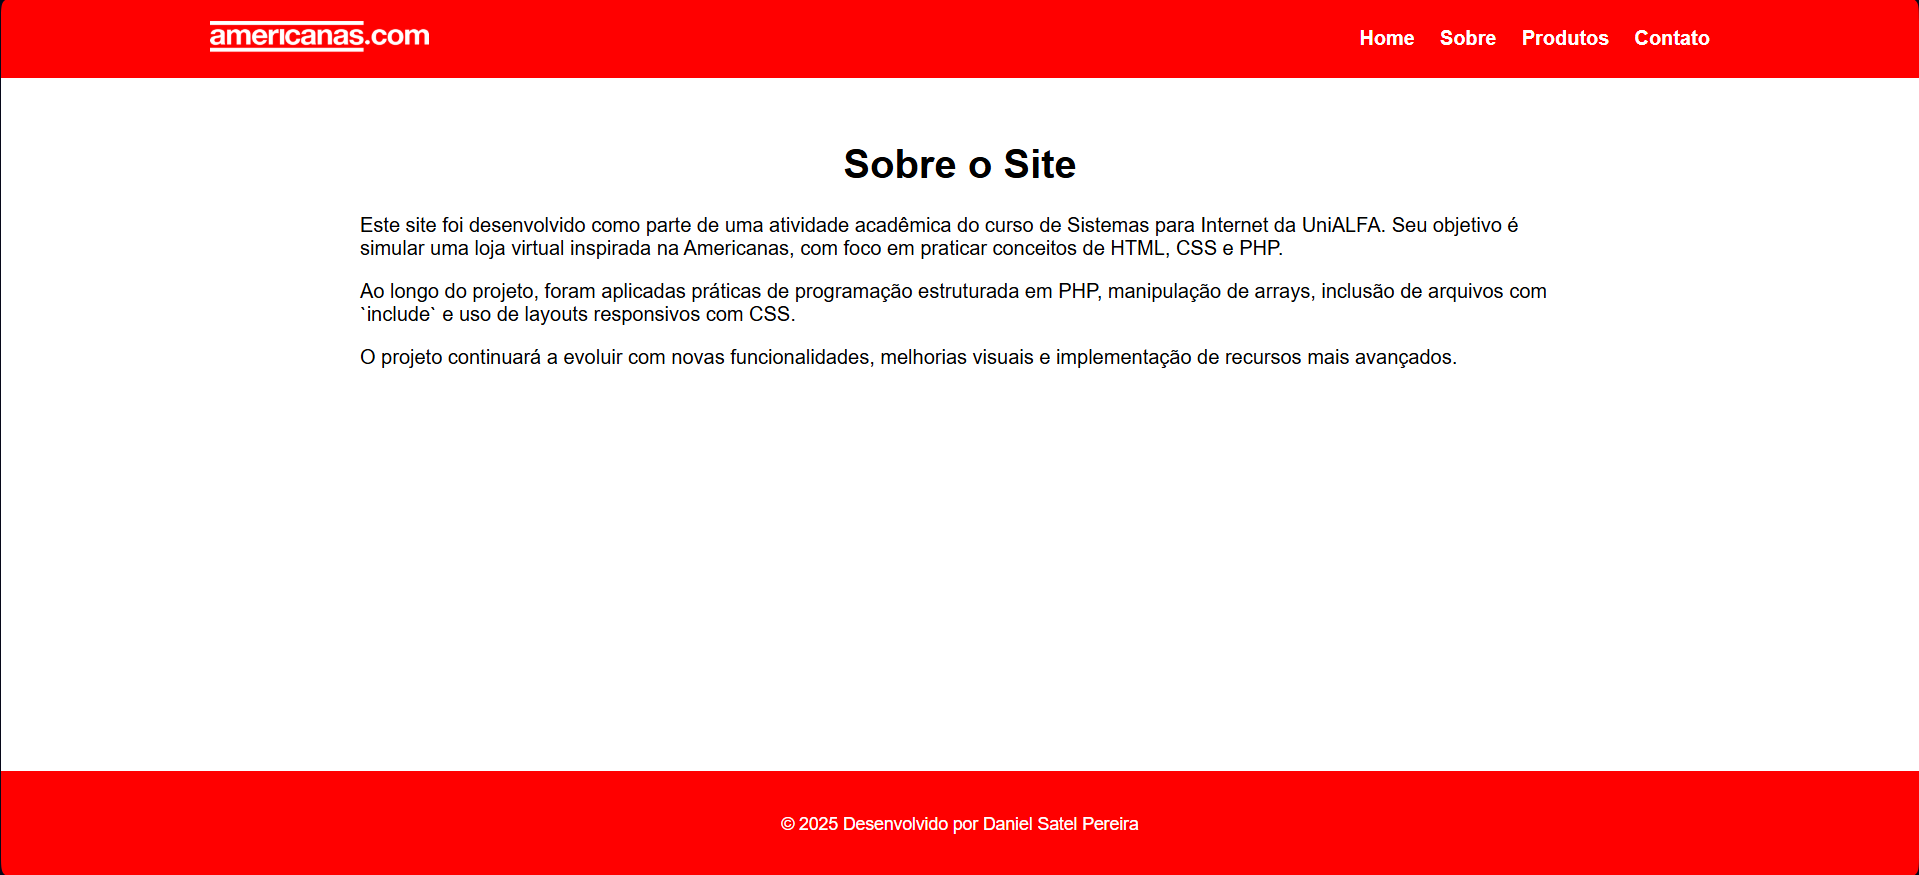 americanas.com
Home Sobre Produtos Contato
Sobre o Site
Este site foi desenvolvido como parte de uma atividade acadêmica do curso de Sistemas para Internet da UniALFA. Seu objetivo é
simular uma loja virtual inspirada na Americanas, com foco em praticar conceitos de HTML, CSS e PHP.
Ao longo do projeto, foram aplicadas práticas de programação estruturada em PHP, manipulação de arrays, inclusão de arquivos com
`include` e uso de layouts responsivos com CSS.
O projeto continuará a evoluir com novas funcionalidades, melhorias visuais e implementação de recursos mais avançados.
© 2025 Desenvolvido por Daniel Satel Pereira